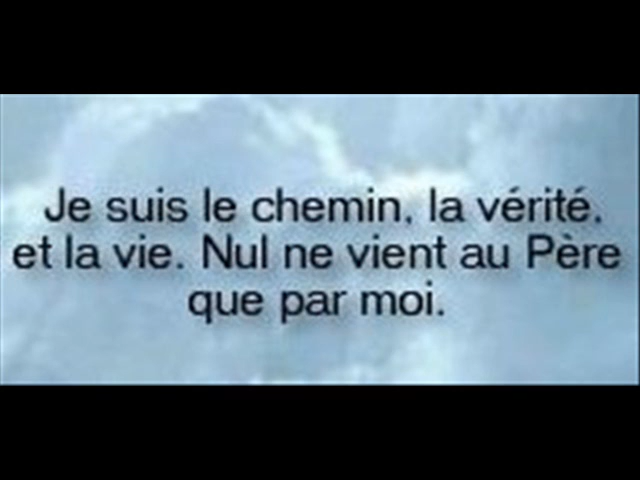 Je suis le chemin, la vérité,
et la vie. Nul ne vient au Père
que par moi.